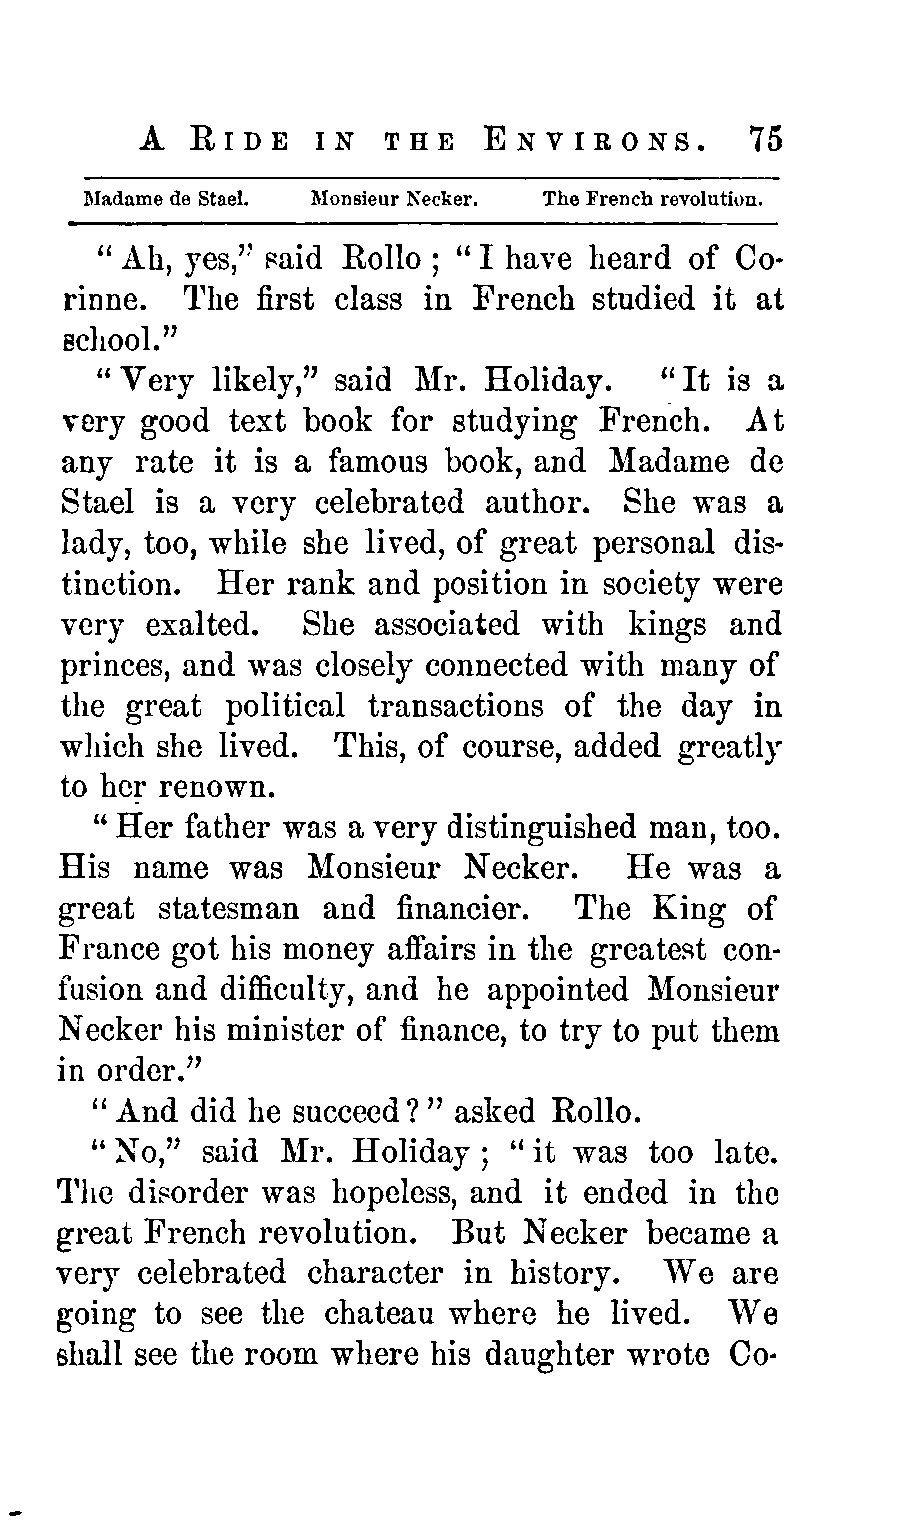 A RIDE IN THE ENVIRONS. 75
Madame de Stael. Monsieur Necker. The French revolution.
“Ah, yes,” said Rollo; “I have heard of Co-
rinne. The first class in French studied it at
school.”
“Very likely,” said Mr. Holiday. “It is a
very good text book for studying French. At
any rate it is a famous book, and Madame de
Stael is a very celebrated author. She was a
lady, too, while she lived, of great personal dis-
tinction. Her rank and position in society were
very exalted. She associated with kings and
princes, and was closely connected with many of
the great political transactions of the day in
which she lived. This, of course, added greatly
to her renown.
“Her father was a very distinguished man, too.
His name was Monsieur Necker. He was a
great statesman and financier. The King of
France got his money affairs in the greatest con-
fusion and difficulty, and he appointed Monsieur
Necker his minister of finance, to try to put them
in order.”
“And did he succeed?” asked Rollo.
“No,” said Mr. Holiday; “it was too late.
The disorder was hopeless, and it ended in the
great French revolution. But Necker became a
very celebrated character in history. We are
going to see the chateau where he lived. We
shall see the room where his daughter wrote Co-